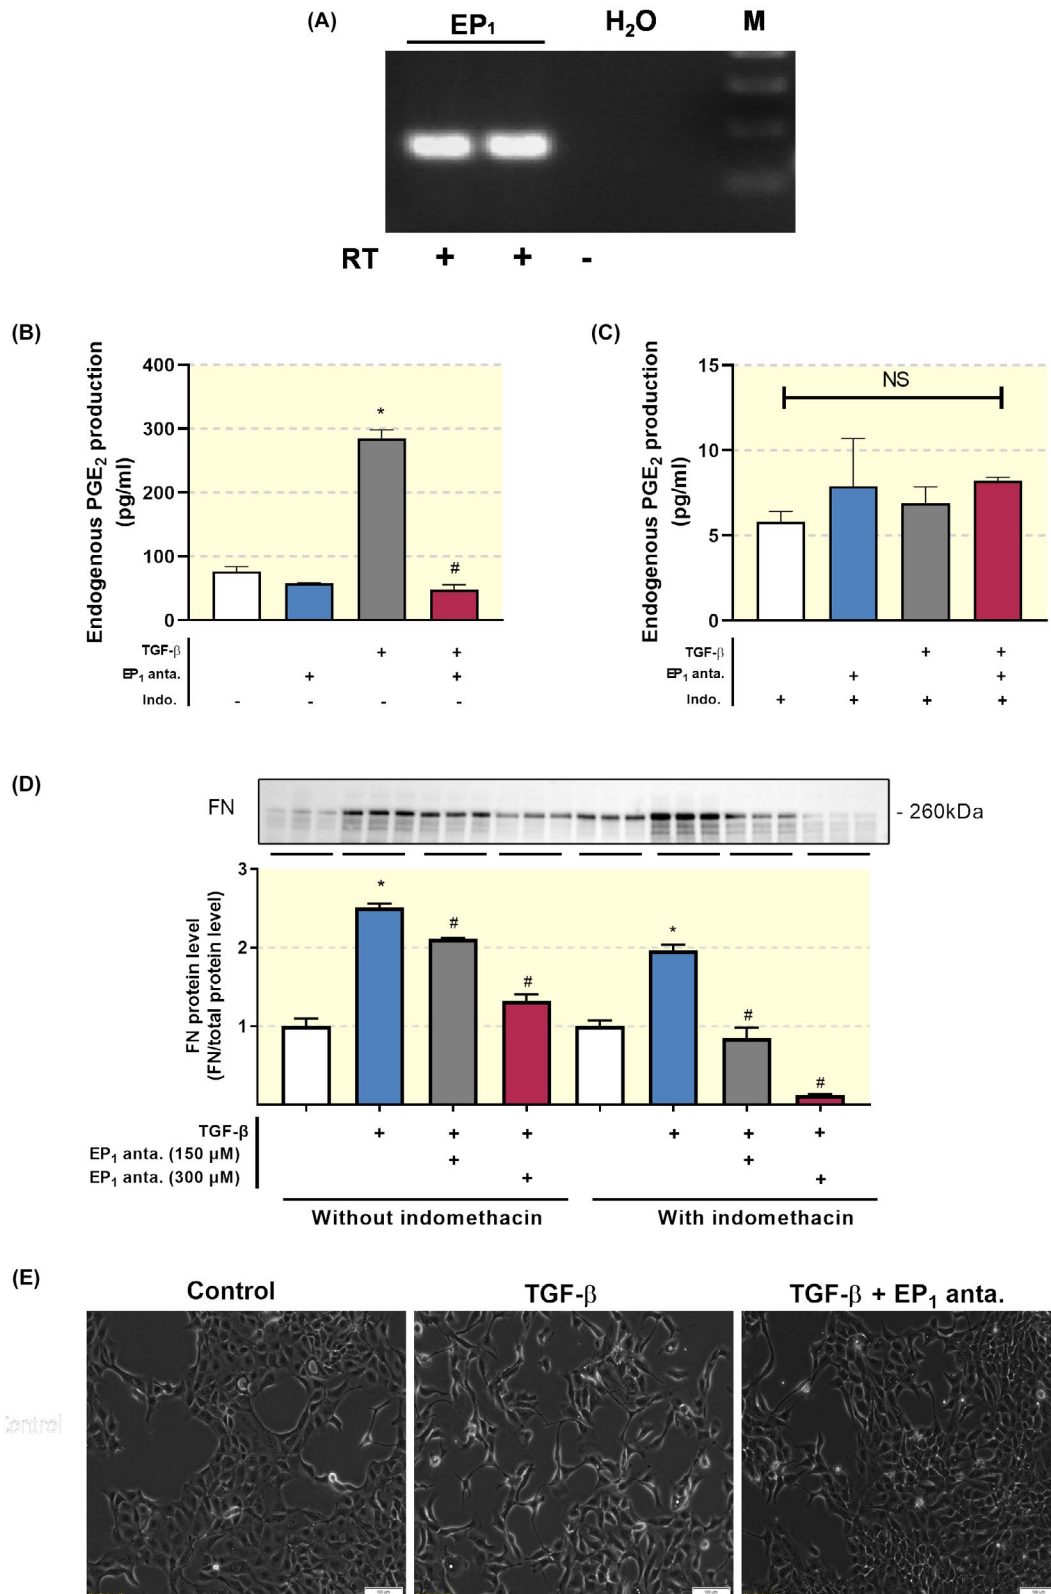 (A)
EP₁ H₂O M
RT + + -
(B)
Endogenous PGE₂ production
(pg/ml)
400
300
200
100
0
*
#
TGF-β + +
EP₁ anta. + +
Indo. - - - -
(C)
Endogenous PGE₂ production
(pg/ml)
15
10
5
0
NS
TGF-β + +
EP₁ anta. + +
Indo. + + + +
(D)
FN - 260kDa
FN protein level
(FN/total protein level)
3
2
1
* # # * # #
TGF-β + + + + + +
EP₁ anta. (150 µM) + +
EP₁ anta. (300 µM) + +
Without indomethacin With indomethacin
(E)
Control TGF-β TGF-β + EP₁ anta.